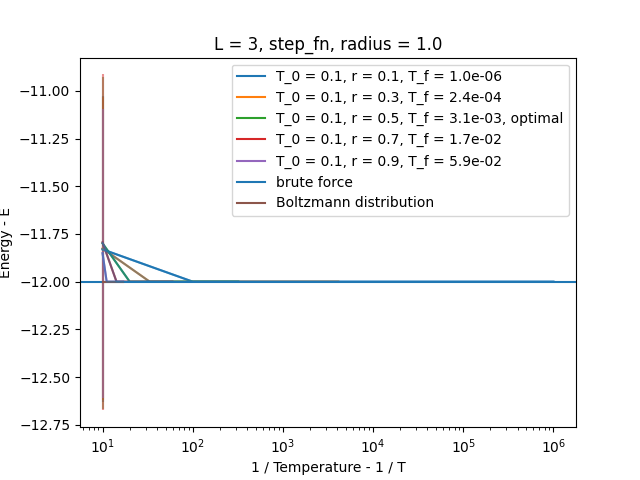 L = 3, step_fn, radius = 1.0
T_0 = 0.1, r = 0.1, T_f = 1.0e-06
T_0 = 0.1, r = 0.3, T_f = 2.4e-04
T_0 = 0.1, r = 0.5, T_f = 3.1e-03, optimal
T_0 = 0.1, r = 0.7, T_f = 1.7e-02
T_0 = 0.1, r = 0.9, T_f = 5.9e-02
brute force
Boltzmann distribution
Energy - E
−11.00
−11.25
−11.50
−11.75
−12.00
−12.25
−12.50
−12.75
10¹ 10² 10³ 10⁴ 10⁵ 10⁶
1 / Temperature - 1 / T